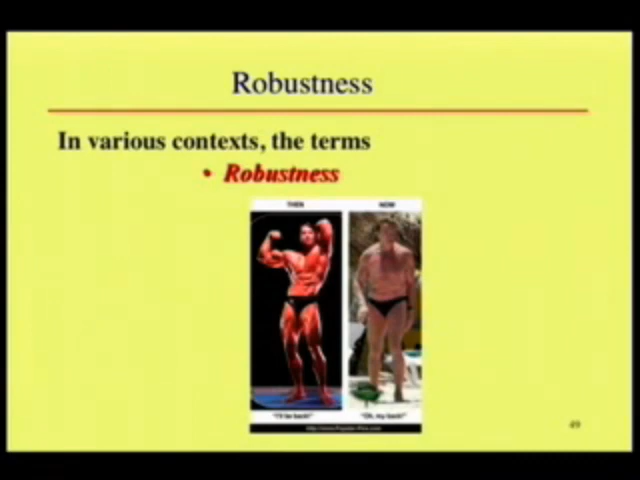 Robustness
In various contexts, the terms
• Robustness
THEN NOW
"I'll be back!" "Oh, my back!"
49